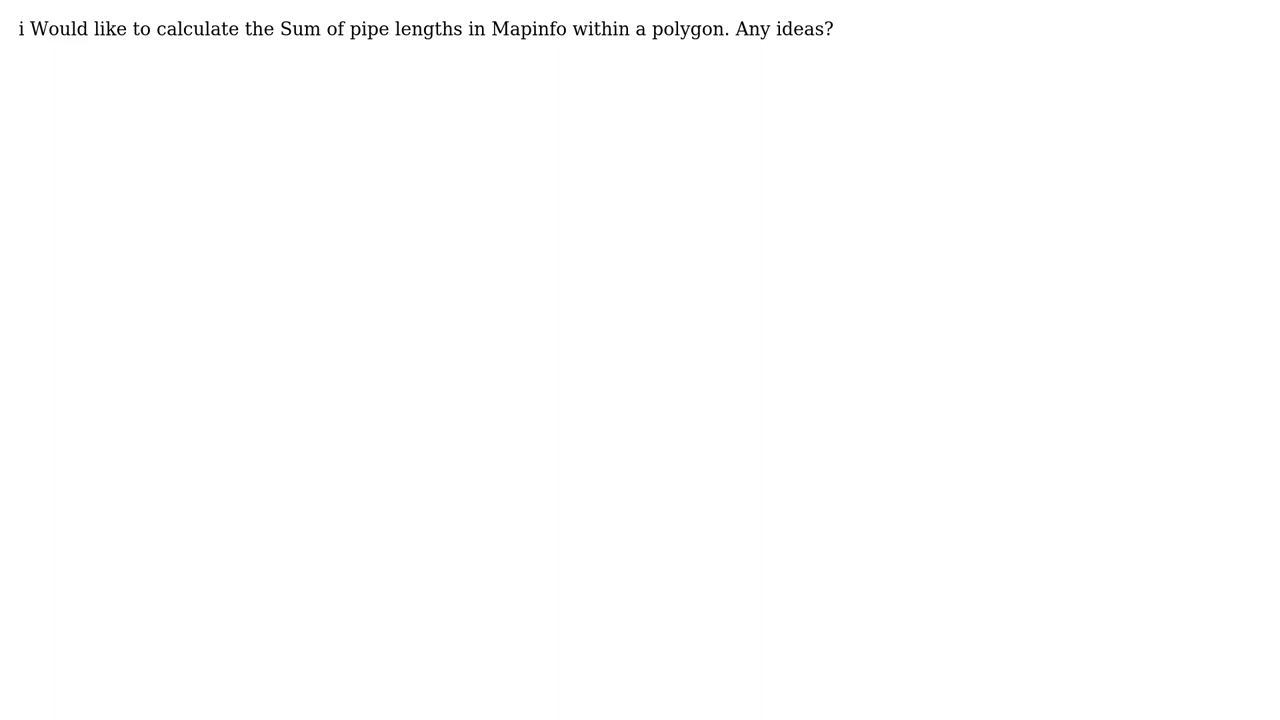 i Would like to calculate the Sum of pipe lengths in Mapinfo within a polygon. Any ideas?